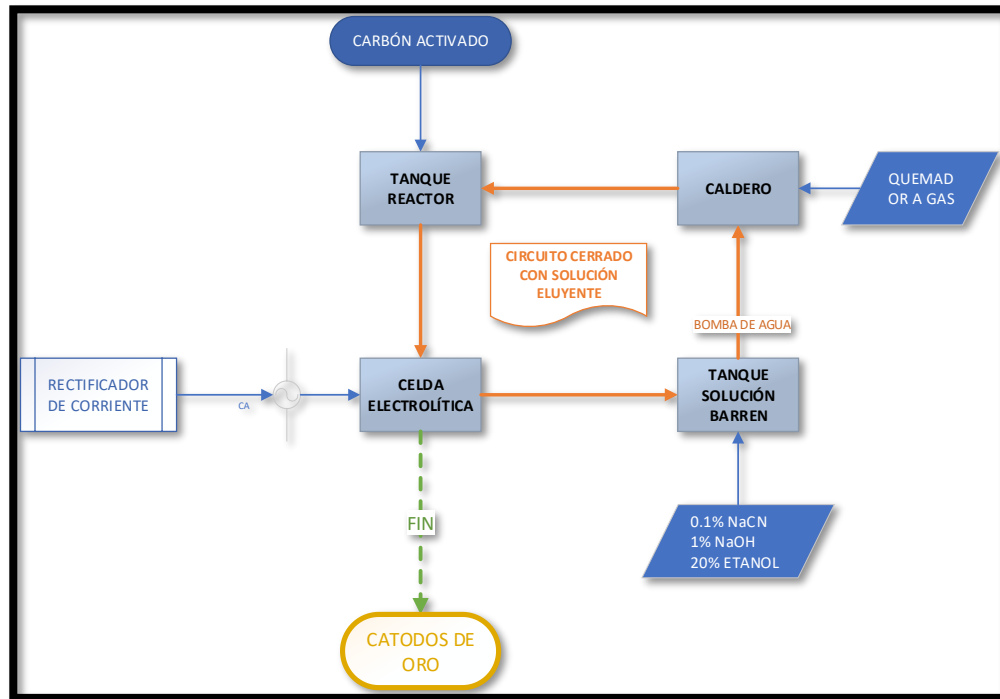 CARBÓN ACTIVADO
TANQUE
REACTOR
CALDERO
QUEMAD
OR A GAS
CIRCUITO CERRADO
CON SOLUCIÓN
ELUYENTE
BOMBA DE AGUA
RECTIFICADOR
DE CORRIENTE
CA
CELDA
ELECTROLÍTICA
TANQUE
SOLUCIÓN
BARREN
FIN
0.1% NaCN
1% NaOH
20% ETANOL
CATODOS DE
ORO